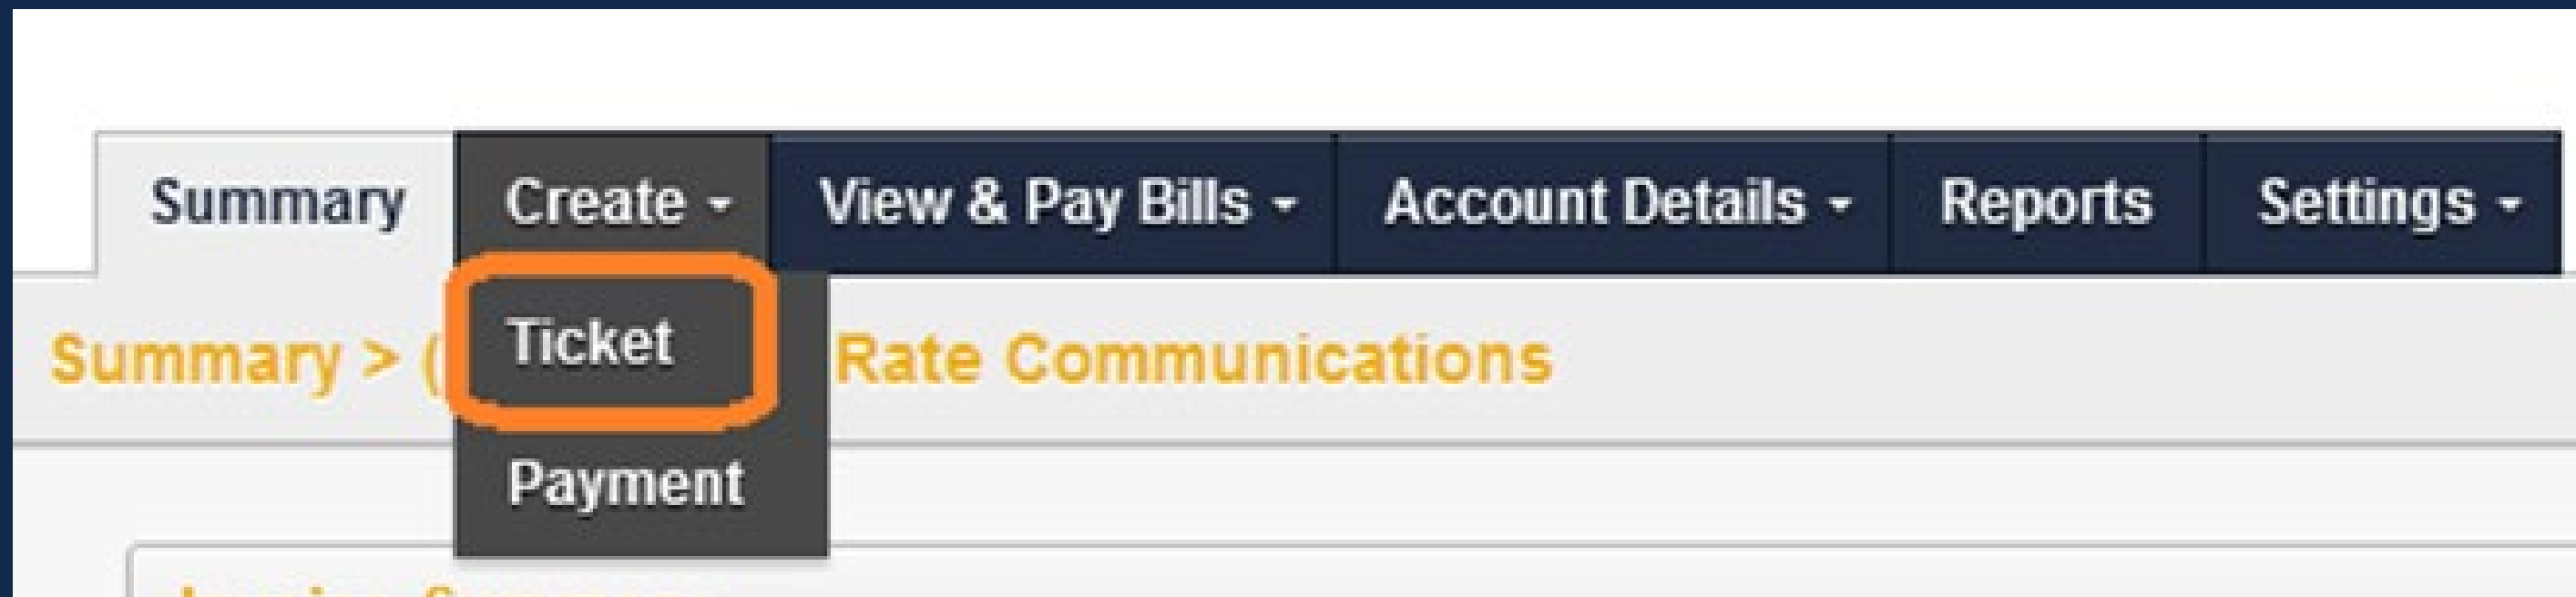 Summary Create View & Pay Bills Account Details Reports Settings
Ticket
Summary > ( Rate Communications
Payment